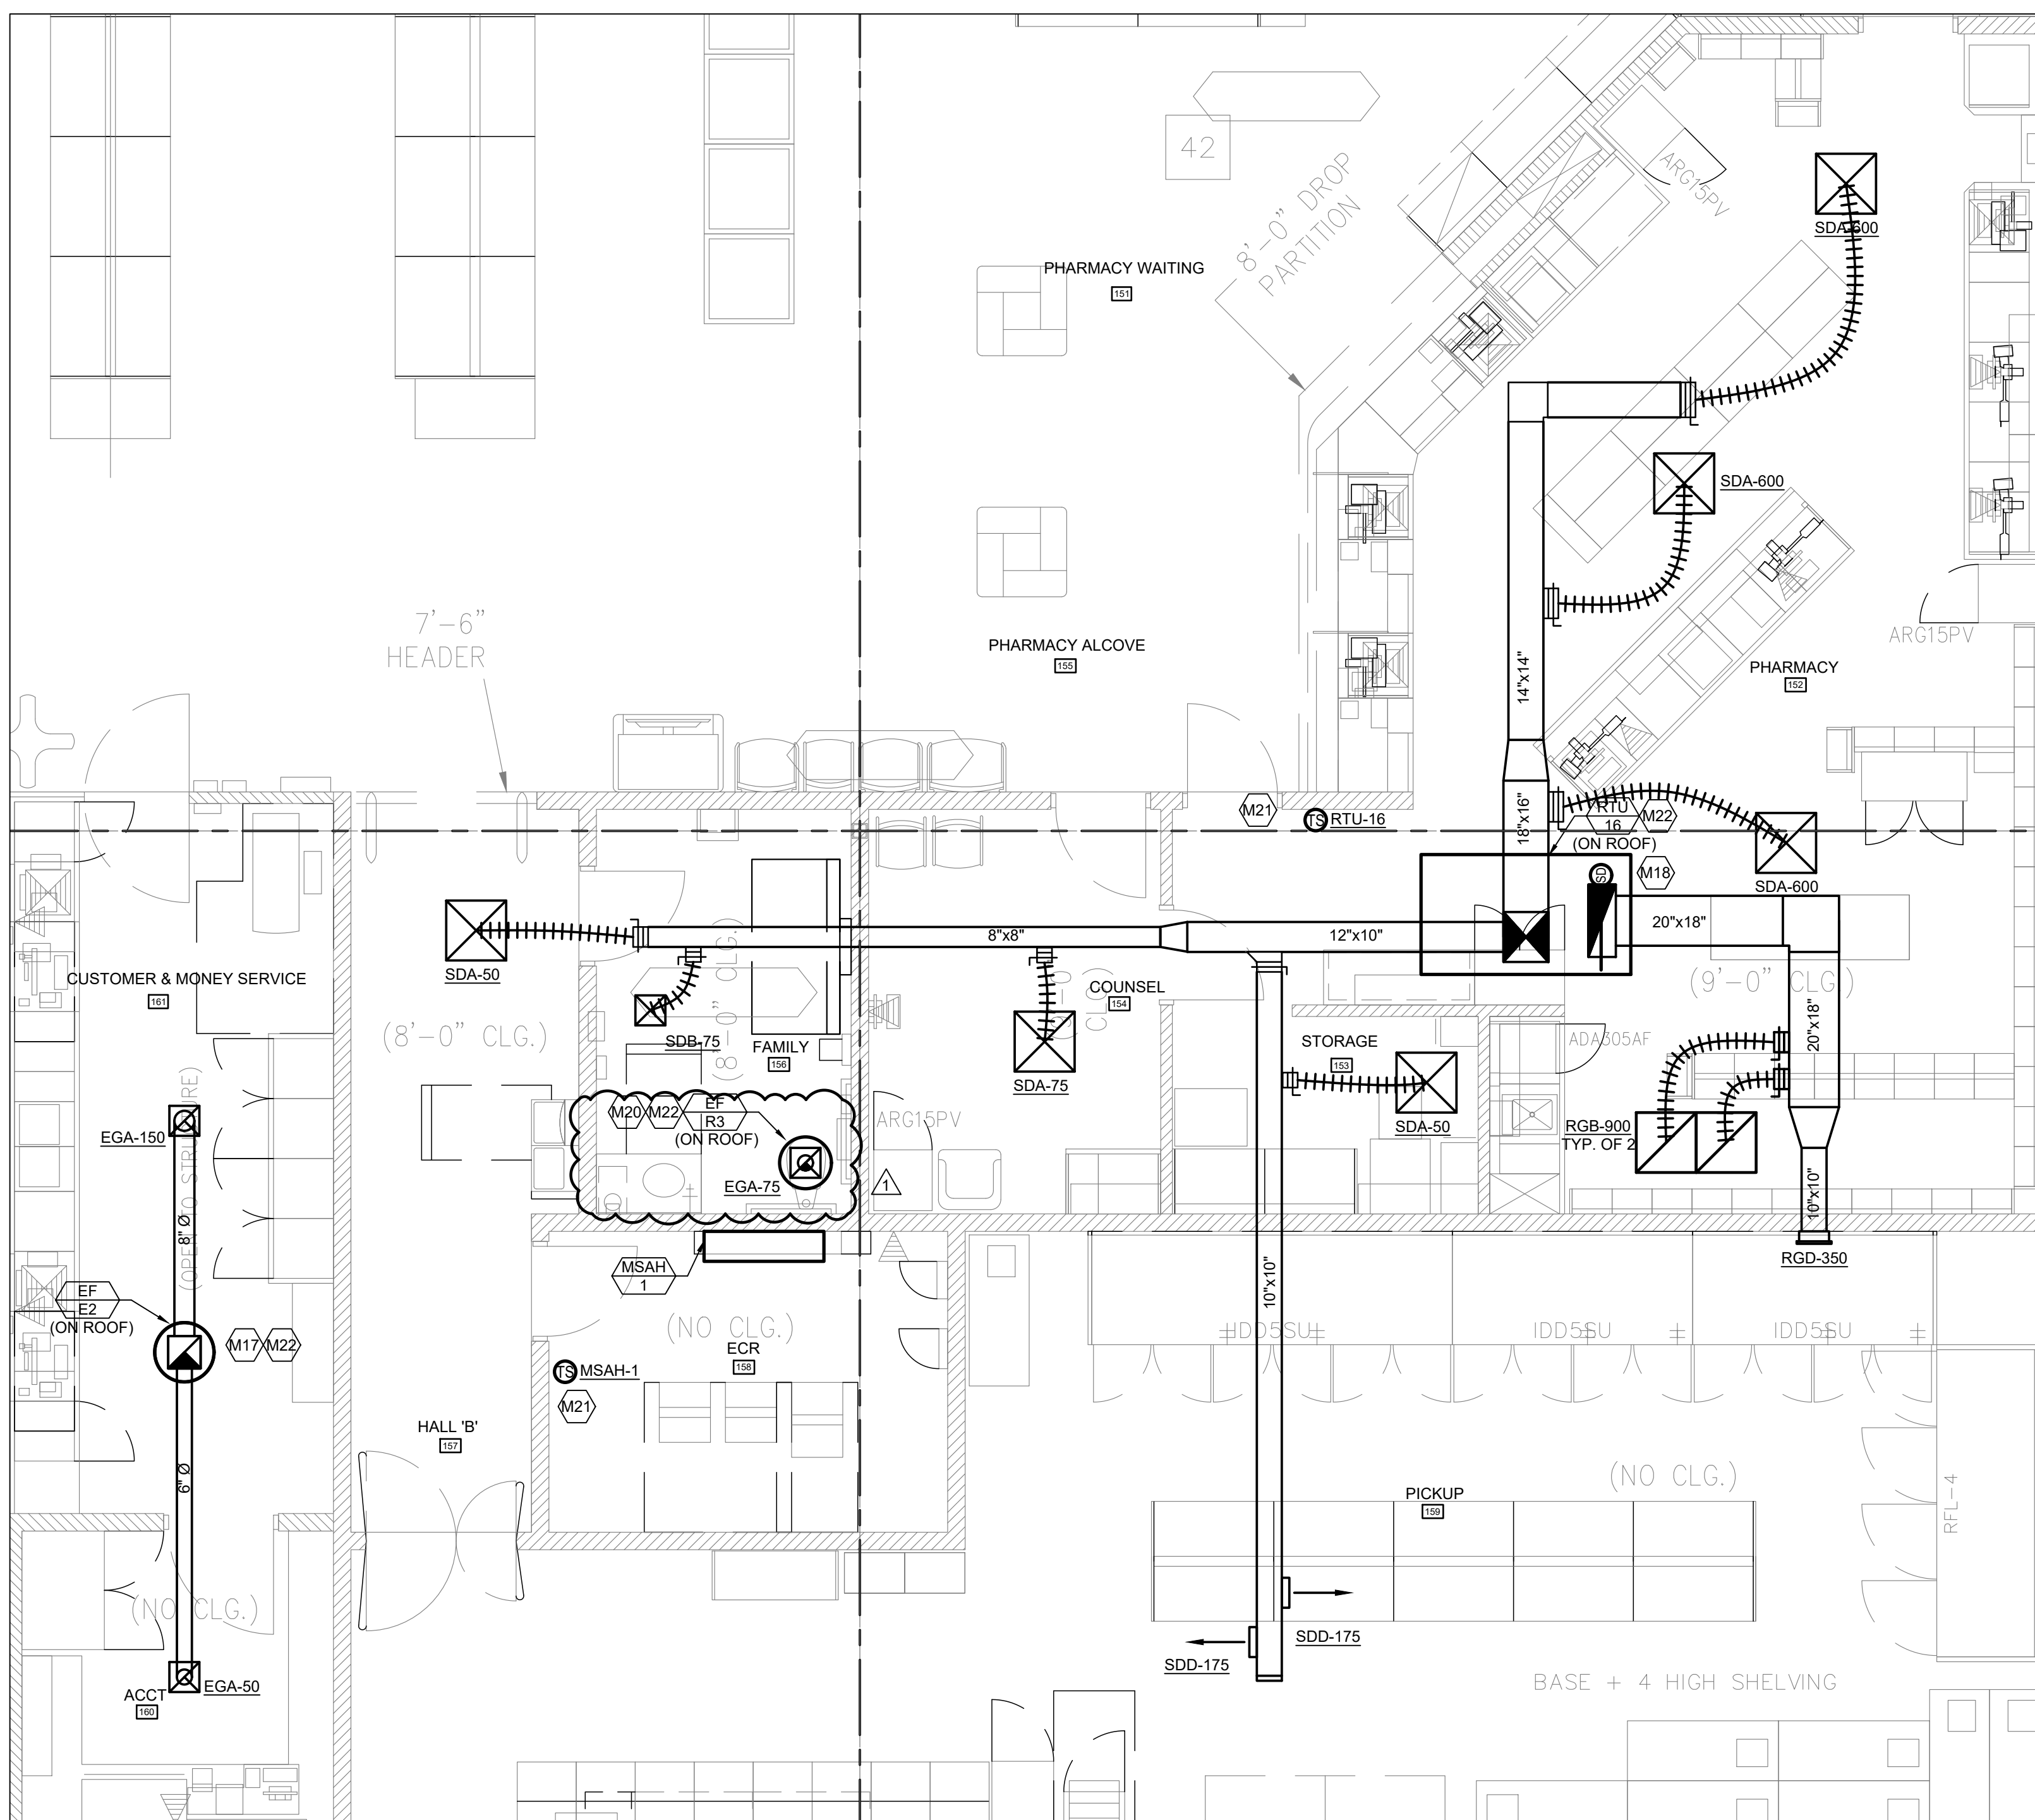 42
8'-0" DROP
PARTITION
ARG15PV
SDA-600
PHARMACY WAITING
151
SDA-600
7'-6"
HEADER
PHARMACY ALCOVE
155
14"x14"
ARG15PV
PHARMACY
152
M21
TS RTU-16
18"x16"
RTU
16
(ON ROOF)
M22
SD
M18
SDA-600
SDA-50
8"x8"
12"x10"
20"x18"
CUSTOMER & MONEY SERVICE
161
COUNSEL
154
(9'-0" CLG.)
(8'-0" CLG.)
SDB-75
FAMILY
156
(8'-0" CLG.)
SDA-75
STORAGE
153
ADA305AF
20"x18"
EGA-150
M20
M22
EF
R3
(ON ROOF)
ARG15PV
SDA-50
RGB-900
TYP. OF 2
EGA-75
1
10"x10"
8" Ø
(OPEN TO STRUCTURE)
MSAH
1
RGD-350
EF
E2
(ON ROOF)
M17
M22
(NO CLG.)
ECR
158
10"x10"
IDD5SU
IDD5SU
IDD5SU
TS MSAH-1
M21
HALL 'B'
157
6" Ø
PICKUP
159
(NO CLG.)
RFL-4
(NO CLG.)
SDD-175
SDD-175
EGA-50
ACCT
160
BASE + 4 HIGH SHELVING